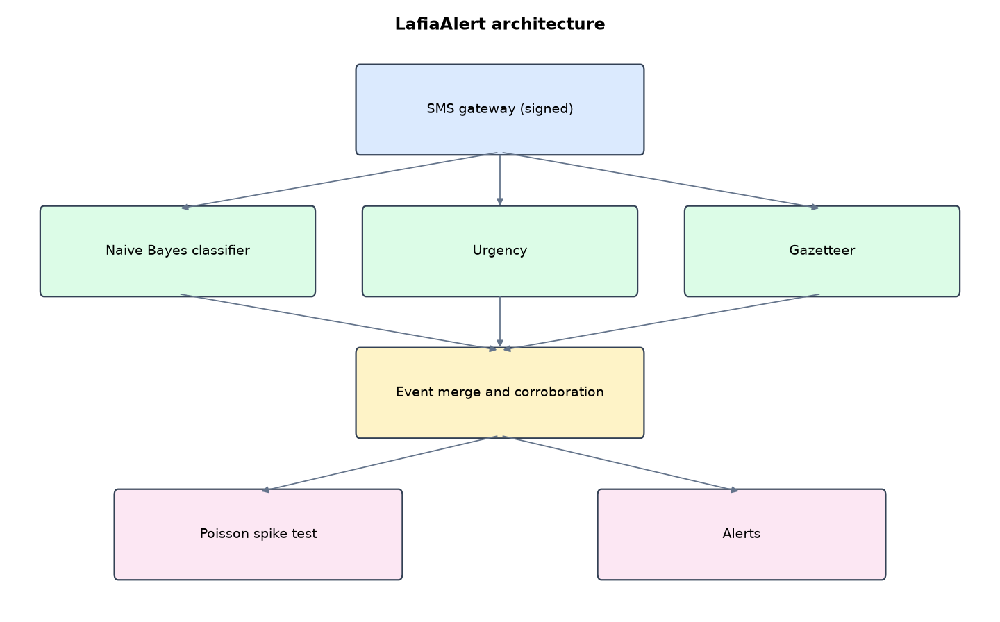 LafiaAlert architecture
SMS gateway (signed)
Naive Bayes classifier
Urgency
Gazetteer
Event merge and corroboration
Poisson spike test
Alerts